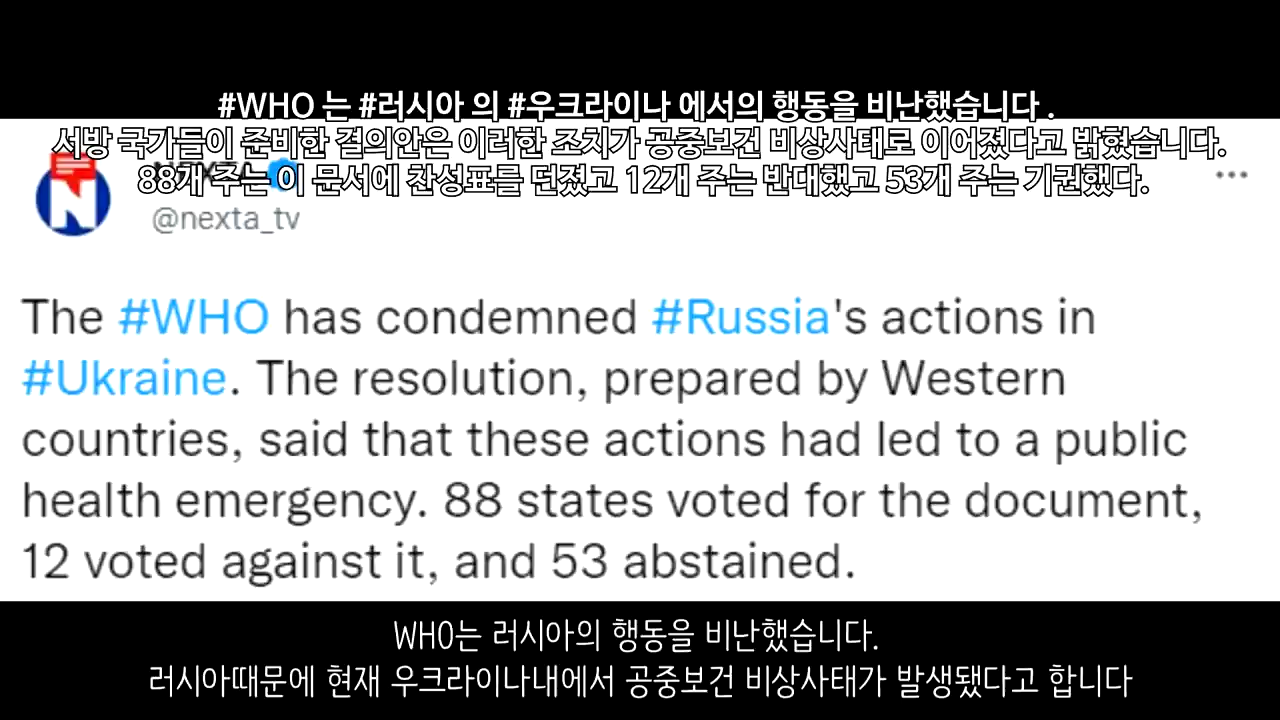 #WHO 는 #러시아 의 #우크라이나 에서의 행동을 비난했습니다 .
서방 국가들이 준비한 결의안은 이러한 조치가 공중보건 비상사태로 이어졌다고 밝혔습니다.
88개 주는 이 문서에 찬성표를 던졌고 12개 주는 반대했고 53개 주는 기권했다.
@nexta_tv
The #WHO has condemned #Russia's actions in
#Ukraine. The resolution, prepared by Western
countries, said that these actions had led to a public
health emergency. 88 states voted for the document,
12 voted against it, and 53 abstained.
WHO는 러시아의 행동을 비난했습니다.
러시아때문에 현재 우크라이나내에서 공중보건 비상사태가 발생됐다고 합니다